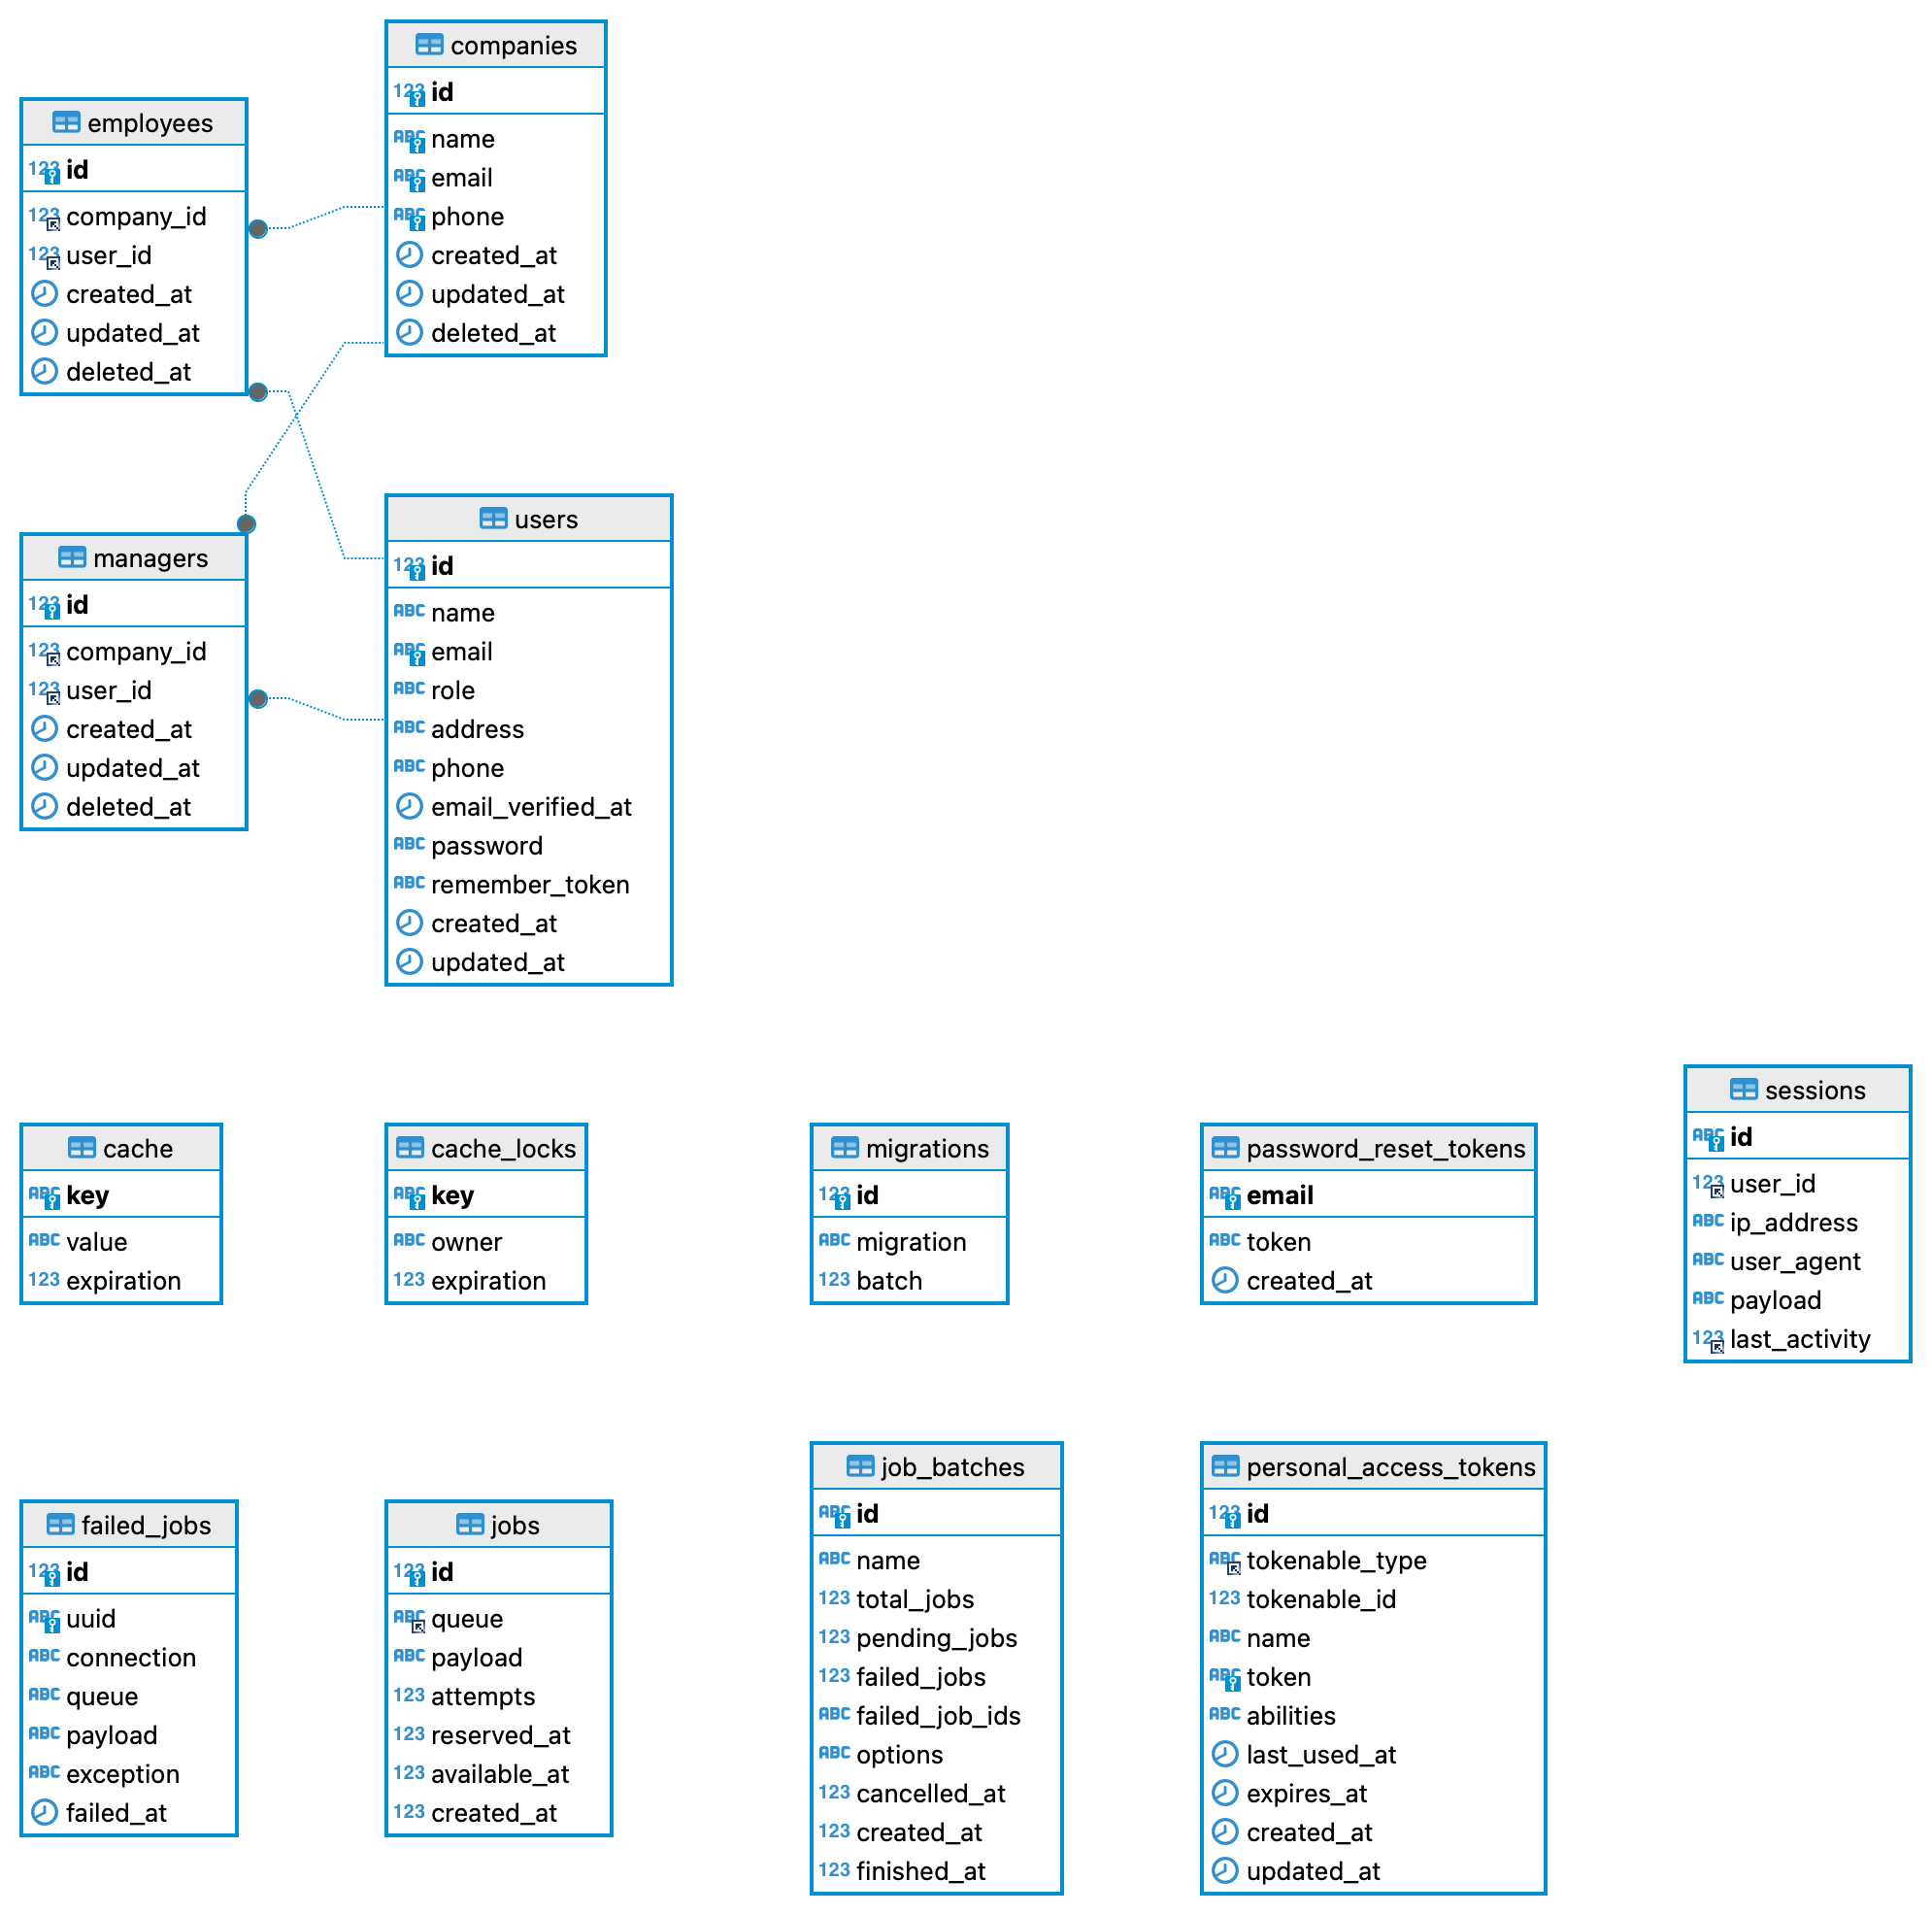 companies
123 id
ABC name
ABC email
ABC phone
created_at
updated_at
deleted_at
employees
123 id
123 company_id
123 user_id
created_at
updated_at
deleted_at
managers
123 id
123 company_id
123 user_id
created_at
updated_at
deleted_at
users
123 id
ABC name
ABC email
ABC role
ABC address
ABC phone
email_verified_at
ABC password
ABC remember_token
created_at
updated_at
cache
ABC key
ABC value
123 expiration
cache_locks
ABC key
ABC owner
123 expiration
migrations
123 id
ABC migration
123 batch
password_reset_tokens
ABC email
ABC token
created_at
sessions
ABC id
123 user_id
ABC ip_address
ABC user_agent
ABC payload
123 last_activity
failed_jobs
123 id
ABC uuid
ABC connection
ABC queue
ABC payload
ABC exception
failed_at
jobs
123 id
ABC queue
ABC payload
123 attempts
123 reserved_at
123 available_at
123 created_at
job_batches
ABC id
ABC name
123 total_jobs
123 pending_jobs
123 failed_jobs
ABC failed_job_ids
ABC options
123 cancelled_at
123 created_at
123 finished_at
personal_access_tokens
123 id
ABC tokenable_type
123 tokenable_id
ABC name
ABC token
ABC abilities
last_used_at
expires_at
created_at
updated_at